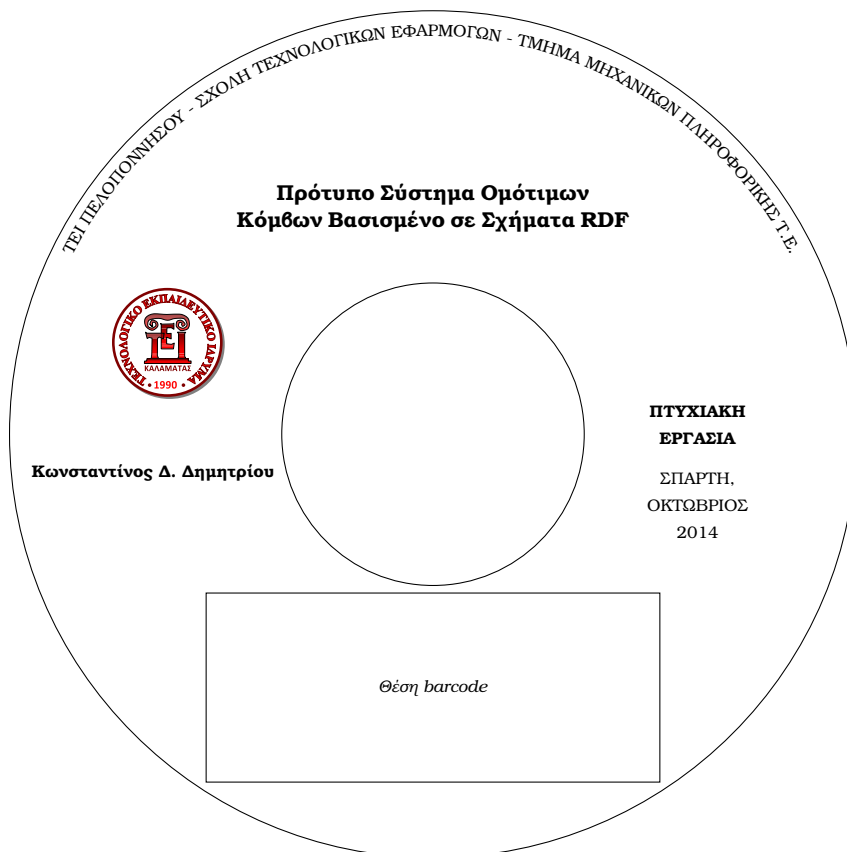 ΤΕΙ ΠΕΛΟΠΟΝΝΗΣΟΥ - ΣΧΟΛΗ ΤΕΧΝΟΛΟΓΙΚΩΝ ΕΦΑΡΜΟΓΩΝ - ΤΜΗΜΑ ΜΗΧΑΝΙΚΩΝ ΠΛΗΡΟΦΟΡΙΚΗΣ Τ.Ε.
Πρότυπο Σύστημα Ομότιμων
Κόμβων Βασισμένο σε Σχήματα RDF
ΤΕΧΝΟΛΟΓΙΚΟ ΕΚΠΑΙΔΕΥΤΙΚΟ ΙΔΡΥΜΑ
ΤΕΙ
ΚΑΛΑΜΑΤΑΣ
• 1990 •
Κωνσταντίνος Δ. Δημητρίου
ΠΤΥΧΙΑΚΗ
ΕΡΓΑΣΙΑ
ΣΠΑΡΤΗ,
ΟΚΤΩΒΡΙΟΣ
2014
Θέση barcode